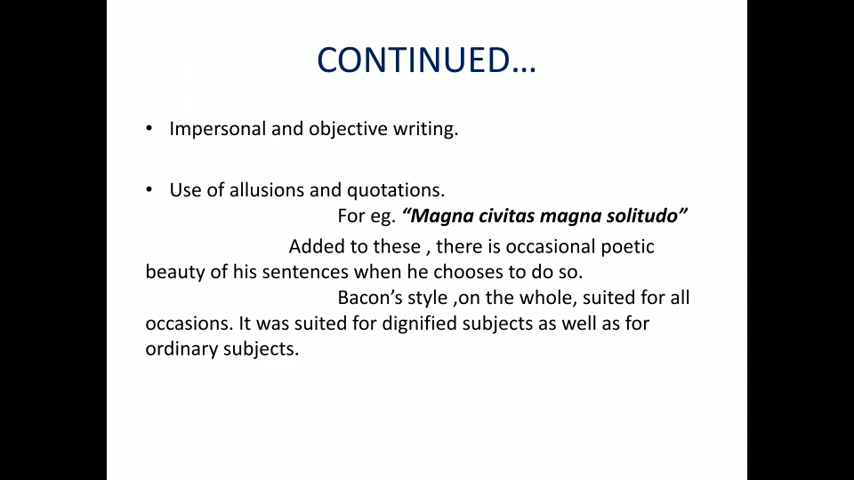 CONTINUED…
• Impersonal and objective writing.
• Use of allusions and quotations.
For eg. “Magna civitas magna solitudo”
Added to these , there is occasional poetic
beauty of his sentences when he chooses to do so.
Bacon’s style ,on the whole, suited for all
occasions. It was suited for dignified subjects as well as for
ordinary subjects.